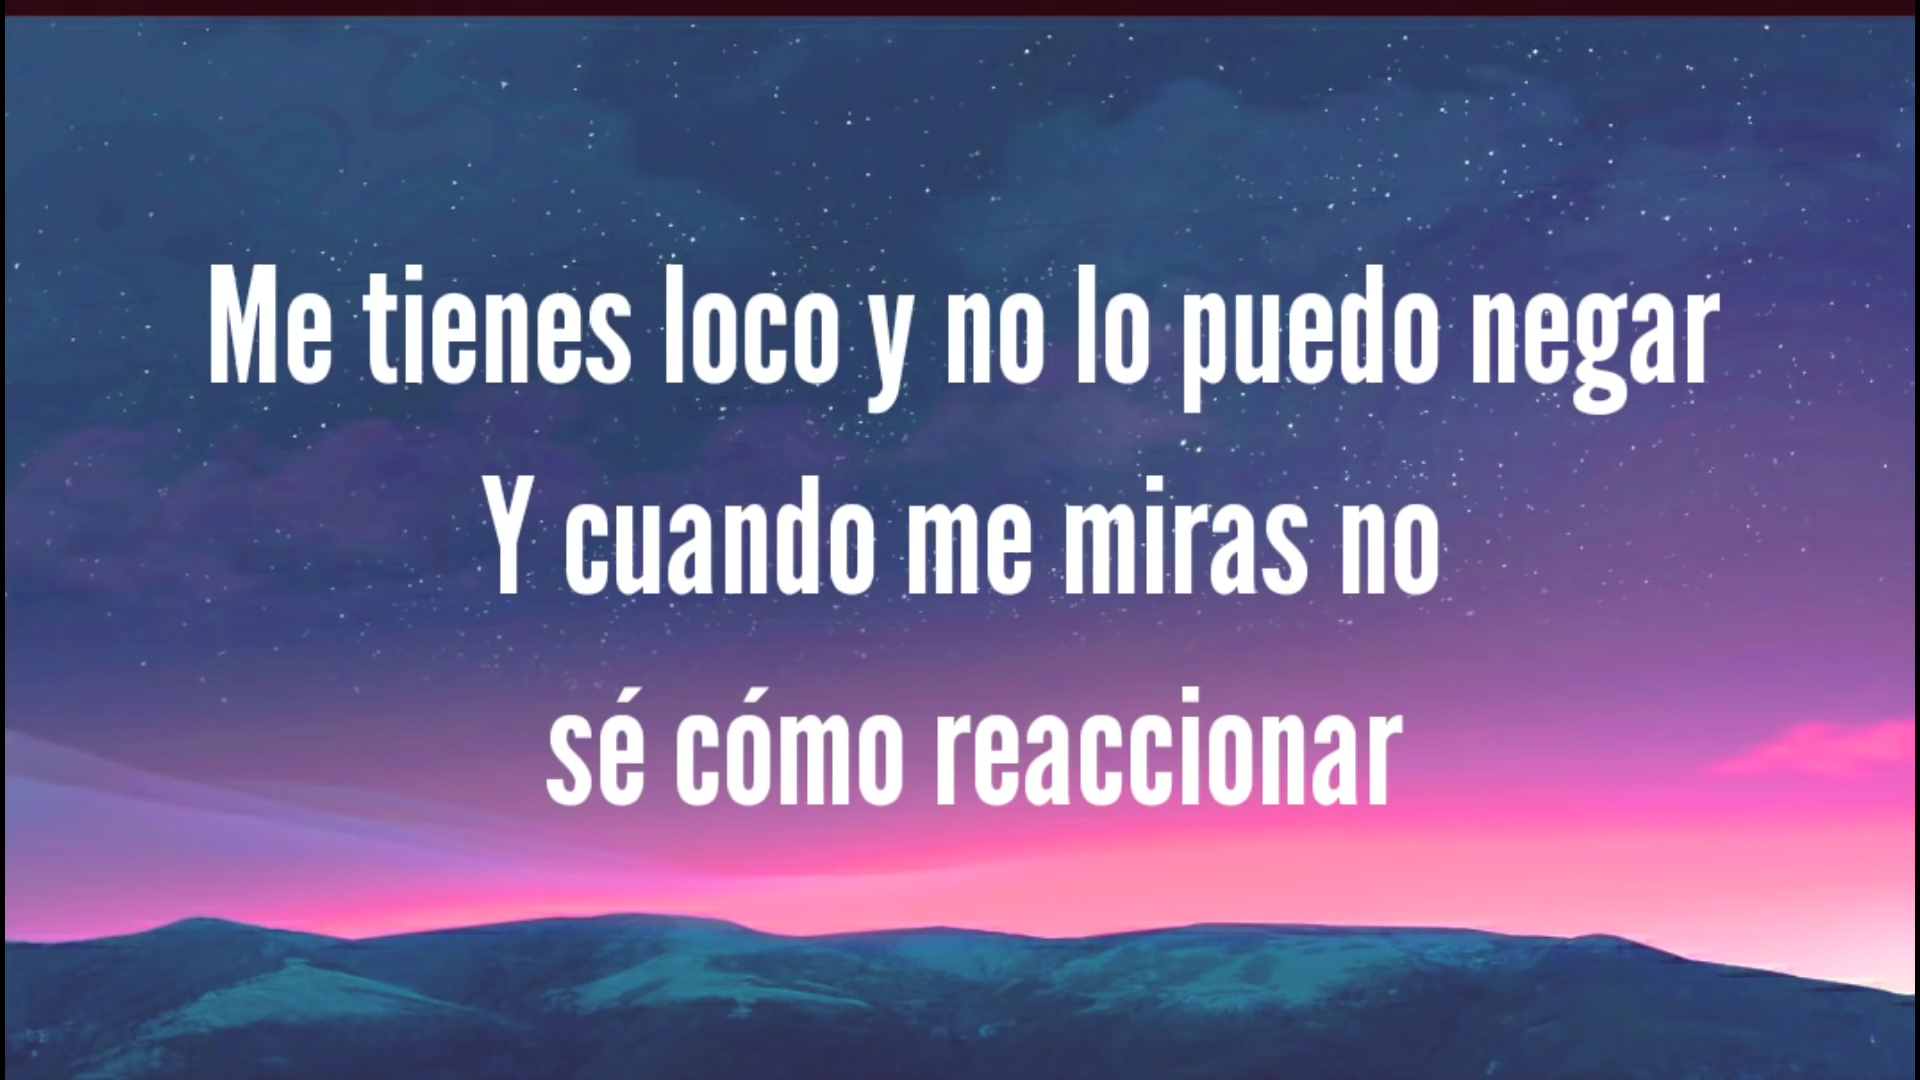 Me tienes loco y no lo puedo negar
Y cuando me miras no
sé cómo reaccionar